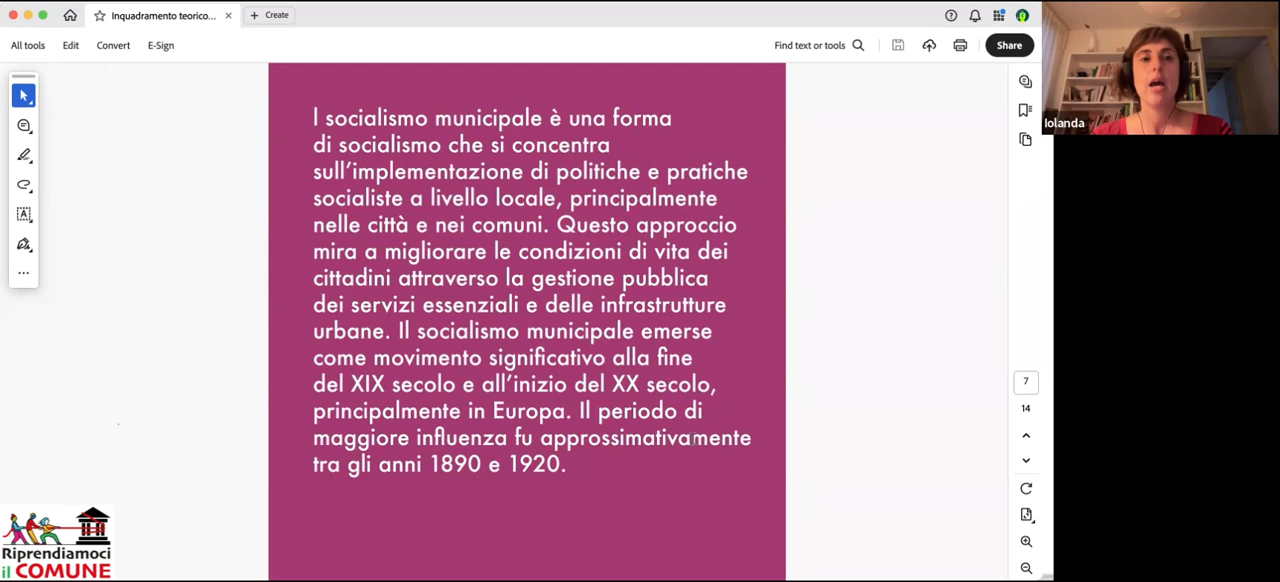 Inquadramento teorico...
Create
All tools
Edit
Convert
E-Sign
Find text or tools
Share
l socialismo municipale è una forma
di socialismo che si concentra
sull'implementazione di politiche e pratiche
socialiste a livello locale, principalmente
nelle città e nei comuni. Questo approccio
mira a migliorare le condizioni di vita dei
cittadini attraverso la gestione pubblica
dei servizi essenziali e delle infrastrutture
urbane. Il socialismo municipale emerse
come movimento significativo alla fine
del XIX secolo e all'inizio del XX secolo,
principalmente in Europa. Il periodo di
maggiore influenza fu approssimativamente
tra gli anni 1890 e 1920.
7
14
Iolanda
Riprendiamoci
il COMUNE